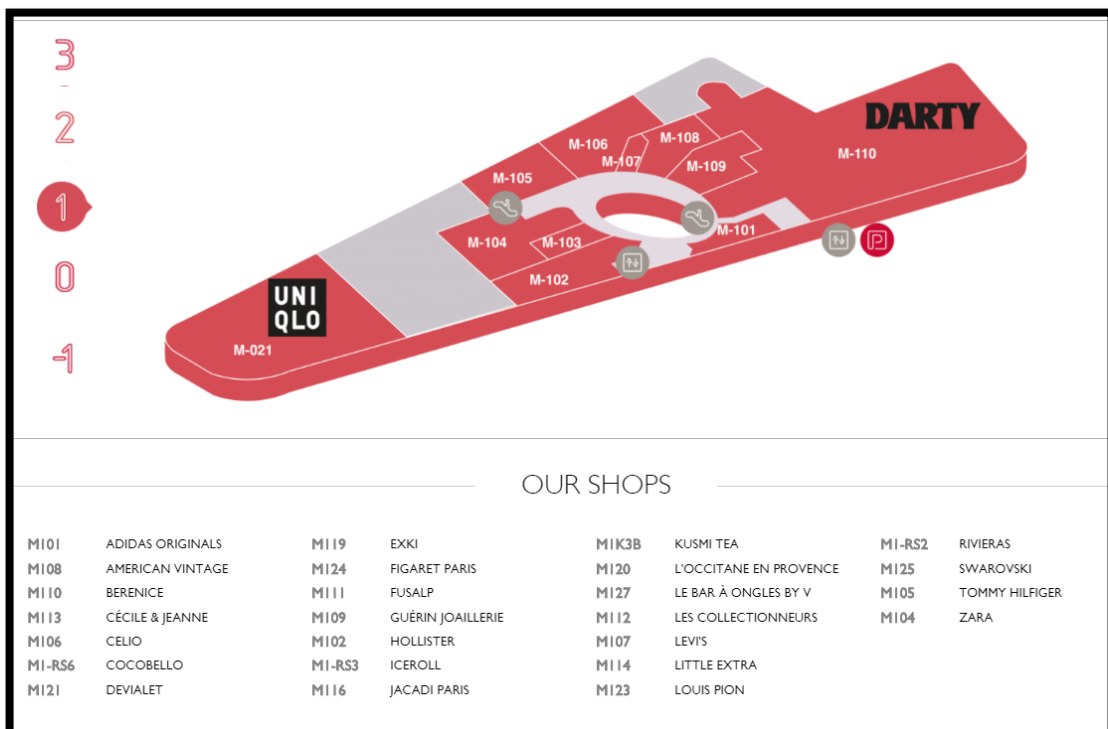 3
2
1
0
-1
DARTY
M-110
M-106
M-108
M-107
M-109
M-105
M-101
M-104
M-103
M-102
P
UNI
QLO
M-021
OUR SHOPS
M101 ADIDAS ORIGINALS
M108 AMERICAN VINTAGE
M110 BERENICE
M113 CÉCILE & JEANNE
M106 CELIO
M1-RS6 COCOBELLO
M121 DEVIALET
M119 EXKI
M124 FIGARET PARIS
M111 FUSALP
M109 GUÉRIN JOAILLERIE
M102 HOLLISTER
M1-RS3 ICEROLL
M116 JACADI PARIS
M1K3B KUSMI TEA
M120 L'OCCITANE EN PROVENCE
M127 LE BAR À ONGLES BY V
M112 LES COLLECTIONNEURS
M107 LEVI'S
M114 LITTLE EXTRA
M123 LOUIS PION
M1-RS2 RIVIERAS
M125 SWAROVSKI
M105 TOMMY HILFIGER
M104 ZARA